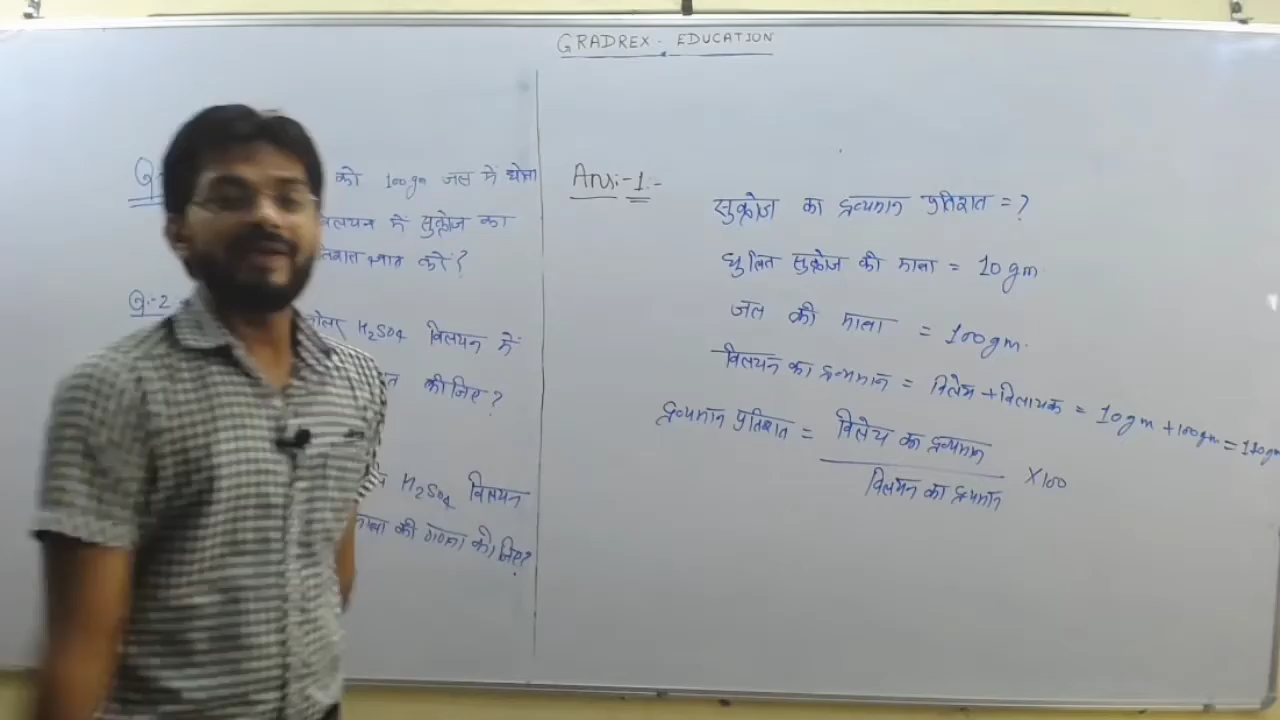 GRADREX. EDUCATION
Q:-
को 100gm जल में घोला
विलयन में सुक्रोज का
करें?
Q:-2
H₂SO₄ विलयन में
कीजिए?
H₂SO₄ विलयन
की गणना कीजिए?
Ans:-1:-
सुक्रोज का द्रव्यमान प्रतिशत = ?
घुलित सुक्रोज की मात्रा = 10gm
जल की मात्रा = 100gm.
विलयन का द्रव्यमान = विलेय + विलायक = 10gm + 100gm = 110gm
द्रव्यमान प्रतिशत = विलेय का द्रव्यमान
विलयन का द्रव्यमान X100